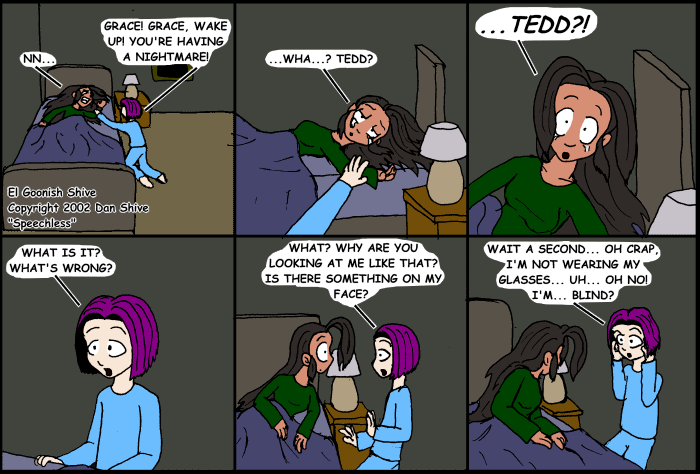 NN...
GRACE! GRACE, WAKE
UP! YOU'RE HAVING
A NIGHTMARE!
El Goonish Shive
Copyright 2002 Dan Shive
"Speechless"
...WHA...? TEDD?
...TEDD?!
WHAT IS IT?
WHAT'S WRONG?
WHAT? WHY ARE YOU
LOOKING AT ME LIKE THAT?
IS THERE SOMETHING ON MY
FACE?
WAIT A SECOND... OH CRAP,
I'M NOT WEARING MY
GLASSES... UH... OH NO!
I'M... BLIND?